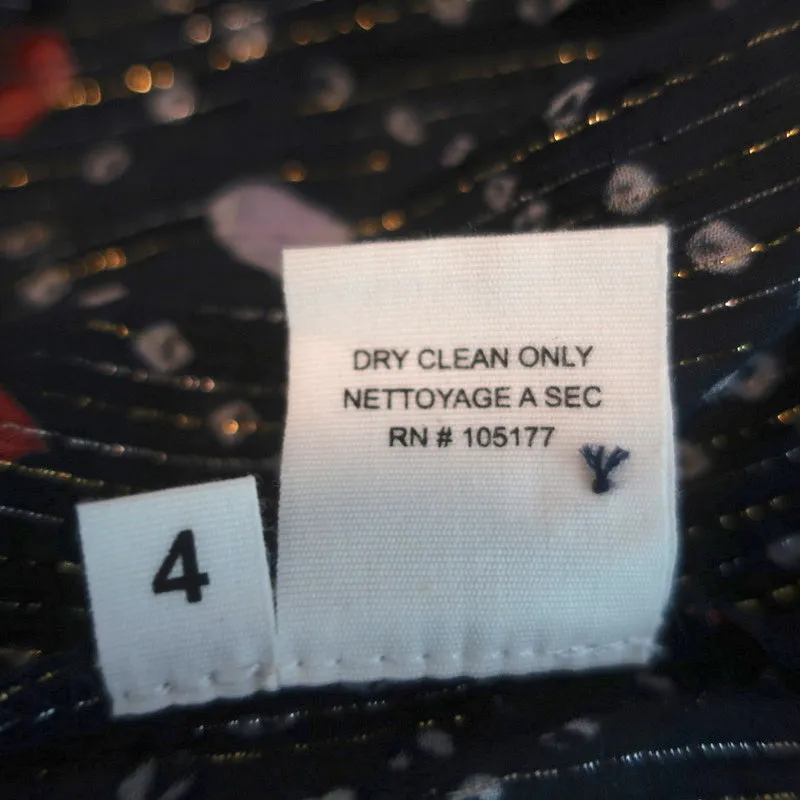 DRY CLEAN ONLY
NETTOYAGE A SEC
RN # 105177
4